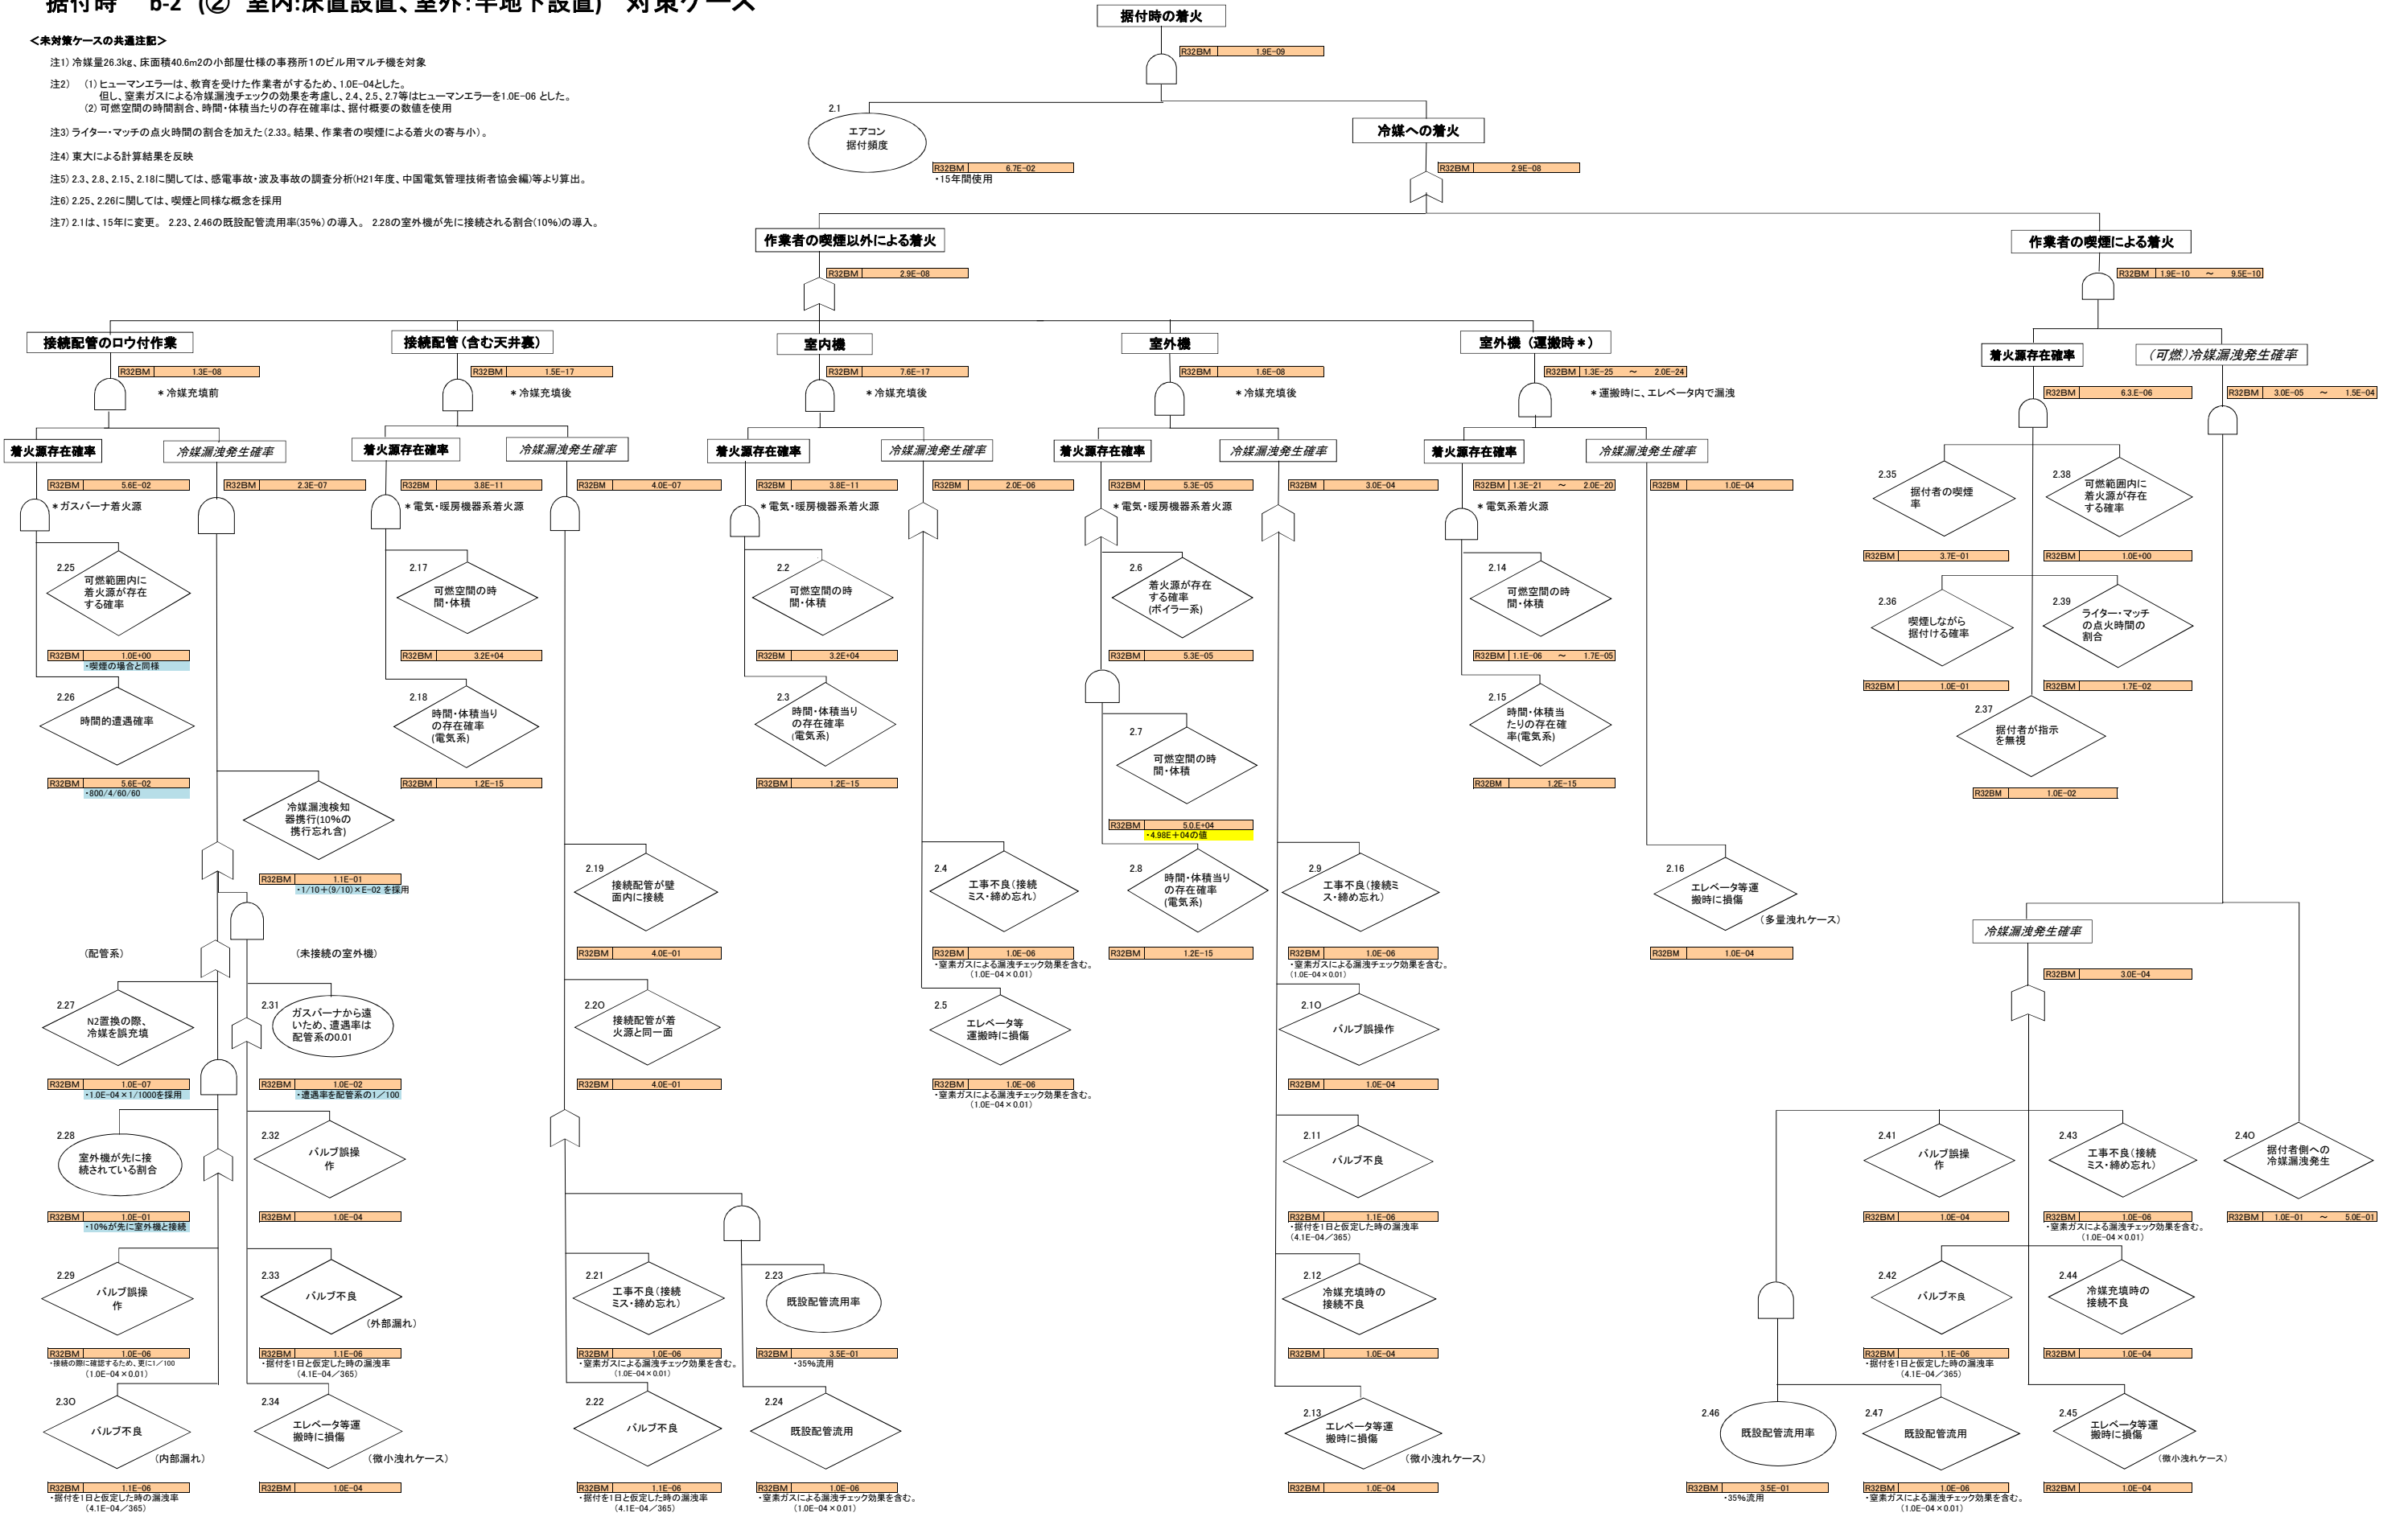 据付時 b-2 (② 室内:床置設置、室外:半地下設置) 対策ケース
＜未対策ケースの共通注記＞
注1) 冷媒量26.3kg、床面積40.6m2の小部屋仕様の事務所1のビル用マルチ機を対象
注2) (1)ヒューマンエラーは、教育を受けた作業者がするため、1.0E-04とした。
但し、窒素ガスによる冷媒漏洩チェックの効果を考慮し、2.4、2.5、2.7等はヒューマンエラーを1.0E-06 とした。
(2) 可燃空間の時間割合、時間・体積当たりの存在確率は、据付概要の数値を使用
注3) ライター・マッチの点火時間の割合を加えた(2.33。結果、作業者の喫煙による着火の寄与小)。
注4) 東大による計算結果を反映
注5) 2.3、2.8、2.15、2.18に関しては、感電事故・波及事故の調査分析(H21年度、中国電気管理技術者協会編)等より算出。
注6) 2.25、2.26に関しては、喫煙と同様な概念を採用
注7) 2.1は、15年に変更。 2.23、2.46の既設配管流用率(35%)の導入。 2.28の室外機が先に接続される割合(10%)の導入。
据付時の着火
R32BM 1.9E-09
2.1
エアコン
据付頻度
R32BM 6.7E-02
・15年間使用
冷媒への着火
R32BM 2.9E-08
作業者の喫煙以外による着火
R32BM 2.9E-08
作業者の喫煙による着火
R32BM 1.9E-10 ～ 9.5E-10
接続配管のロウ付作業
R32BM 1.3E-08
＊冷媒充填前
接続配管(含む天井裏)
R32BM 1.5E-17
＊冷媒充填後
室内機
R32BM 7.6E-17
＊冷媒充填後
室外機
R32BM 1.6E-08
＊冷媒充填後
室外機（運搬時＊）
R32BM 1.3E-25 ～ 2.0E-24
＊運搬時に、エレベータ内で漏洩
着火源存在確率
R32BM 6.3.E-06
（可燃）冷媒漏洩発生確率
R32BM 3.0E-05 ～ 1.5E-04
着火源存在確率
R32BM 5.6E-02
＊ガスバーナ着火源
冷媒漏洩発生確率
R32BM 2.3E-07
着火源存在確率
R32BM 3.8E-11
＊電気・暖房機器系着火源
冷媒漏洩発生確率
R32BM 4.0E-07
着火源存在確率
R32BM 3.8E-11
＊電気・暖房機器系着火源
冷媒漏洩発生確率
R32BM 2.0E-06
着火源存在確率
R32BM 5.3E-05
＊電気・暖房機器系着火源
冷媒漏洩発生確率
R32BM 3.0E-04
着火源存在確率
R32BM 1.3E-21 ～ 2.0E-20
＊電気系着火源
冷媒漏洩発生確率
R32BM 1.0E-04
2.25
可燃範囲内に
着火源が存在
する確率
R32BM 1.0E+00
・喫煙の場合と同様
2.26
時間的遭遇確率
R32BM 5.6E-02
・800/4/60/60
冷媒漏洩検知
器携行(10%の
携行忘れ含)
R32BM 1.1E-01
・1/10＋(9/10)×E-02 を採用
（配管系）
（未接続の室外機）
2.27
N2置換の際、
冷媒を誤充填
R32BM 1.0E-07
・1.0E-04×1/1000を採用
2.31
ガスバーナから遠
いため、遭遇率は
配管系の0.01
R32BM 1.0E-02
・遭遇率を配管系の1／100
2.28
室外機が先に接
続されている割合
R32BM 1.0E-01
・10%が先に室外機と接続
2.32
バルブ誤操
作
R32BM 1.0E-04
2.29
バルブ誤操
作
R32BM 1.0E-06
・接続の際に確認するため、更に1／100
(1.0E-04×0.01)
2.33
バルブ不良
（外部漏れ）
R32BM 1.1E-06
・据付を1日と仮定した時の漏洩率
(4.1E-04／365)
2.30
バルブ不良
（内部漏れ）
R32BM 1.1E-06
・据付を1日と仮定した時の漏洩率
(4.1E-04／365)
2.34
エレベータ等運
搬時に損傷
（微小洩れケース）
R32BM 1.0E-04
2.17
可燃空間の時
間・体積
R32BM 3.2E+04
2.18
時間・体積当り
の存在確率
(電気系)
R32BM 1.2E-15
2.19
接続配管が壁
面内に接続
R32BM 4.0E-01
2.20
接続配管が着
火源と同一面
R32BM 4.0E-01
2.21
工事不良(接続
ミス・締め忘れ)
R32BM 1.0E-06
・窒素ガスによる漏洩チェック効果を含む。
(1.0E-04×0.01)
2.23
既設配管流用率
R32BM 3.5E-01
・35%流用
2.22
バルブ不良
R32BM 1.1E-06
・据付を1日と仮定した時の漏洩率
(4.1E-04／365)
2.24
既設配管流用
R32BM 1.0E-06
・窒素ガスによる漏洩チェック効果を含む。
(1.0E-04×0.01)
2.2
可燃空間の時
間・体積
R32BM 3.2E+04
2.3
時間・体積当り
の存在確率
(電気系)
R32BM 1.2E-15
2.4
工事不良(接続
ミス・締め忘れ)
R32BM 1.0E-06
・窒素ガスによる漏洩チェック効果を含む。
(1.0E-04×0.01)
2.5
エレベータ等
運搬時に損傷
R32BM 1.0E-06
・窒素ガスによる漏洩チェック効果を含む。
(1.0E-04×0.01)
2.6
着火源が存在
する確率
(ボイラー系)
R32BM 5.3E-05
2.7
可燃空間の時
間・体積
R32BM 5.0.E+04
・4.98E＋04の値
2.8
時間・体積当り
の存在確率
(電気系)
R32BM 1.2E-15
2.9
工事不良(接続ミ
ス・締め忘れ)
R32BM 1.0E-06
・窒素ガスによる漏洩チェック効果を含む。
(1.0E-04×0.01)
2.10
バルブ誤操作
R32BM 1.0E-04
2.11
バルブ不良
R32BM 1.1E-06
・据付を1日と仮定した時の漏洩率
(4.1E-04／365)
2.12
冷媒充填時の
接続不良
R32BM 1.0E-04
2.13
エレベータ等運
搬時に損傷
（微小洩れケース）
R32BM 1.0E-04
2.14
可燃空間の時
間・体積
R32BM 1.1E-06 ～ 1.7E-05
2.15
時間・体積当
たりの存在確
率(電気系)
R32BM 1.2E-15
2.16
エレベータ等運
搬時に損傷
（多量洩れケース）
R32BM 1.0E-04
2.35
据付者の喫煙
率
R32BM 3.7E-01
2.38
可燃範囲内に
着火源が存在
する確率
R32BM 1.0E+00
2.36
喫煙しながら
据付ける確率
R32BM 1.0E-01
2.39
ライター・マッチ
の点火時間の
割合
R32BM 1.7E-02
2.37
据付者が指示
を無視
R32BM 1.0E-02
冷媒漏洩発生確率
R32BM 3.0E-04
2.41
バルブ誤操
作
R32BM 1.0E-04
2.43
工事不良(接続
ミス・締め忘れ)
R32BM 1.0E-06
・窒素ガスによる漏洩チェック効果を含む。
(1.0E-04×0.01)
2.40
据付者側への
冷媒漏洩発生
R32BM 1.0E-01 ～ 5.0E-01
2.42
バルブ不良
R32BM 1.1E-06
・据付を1日と仮定した時の漏洩率
(4.1E-04／365)
2.44
冷媒充填時の
接続不良
R32BM 1.0E-04
2.46
既設配管流用率
R32BM 3.5E-01
・35%流用
2.47
既設配管流用
R32BM 1.0E-06
・窒素ガスによる漏洩チェック効果を含む。
(1.0E-04×0.01)
2.45
エレベータ等運
搬時に損傷
（微小洩れケース）
R32BM 1.0E-04